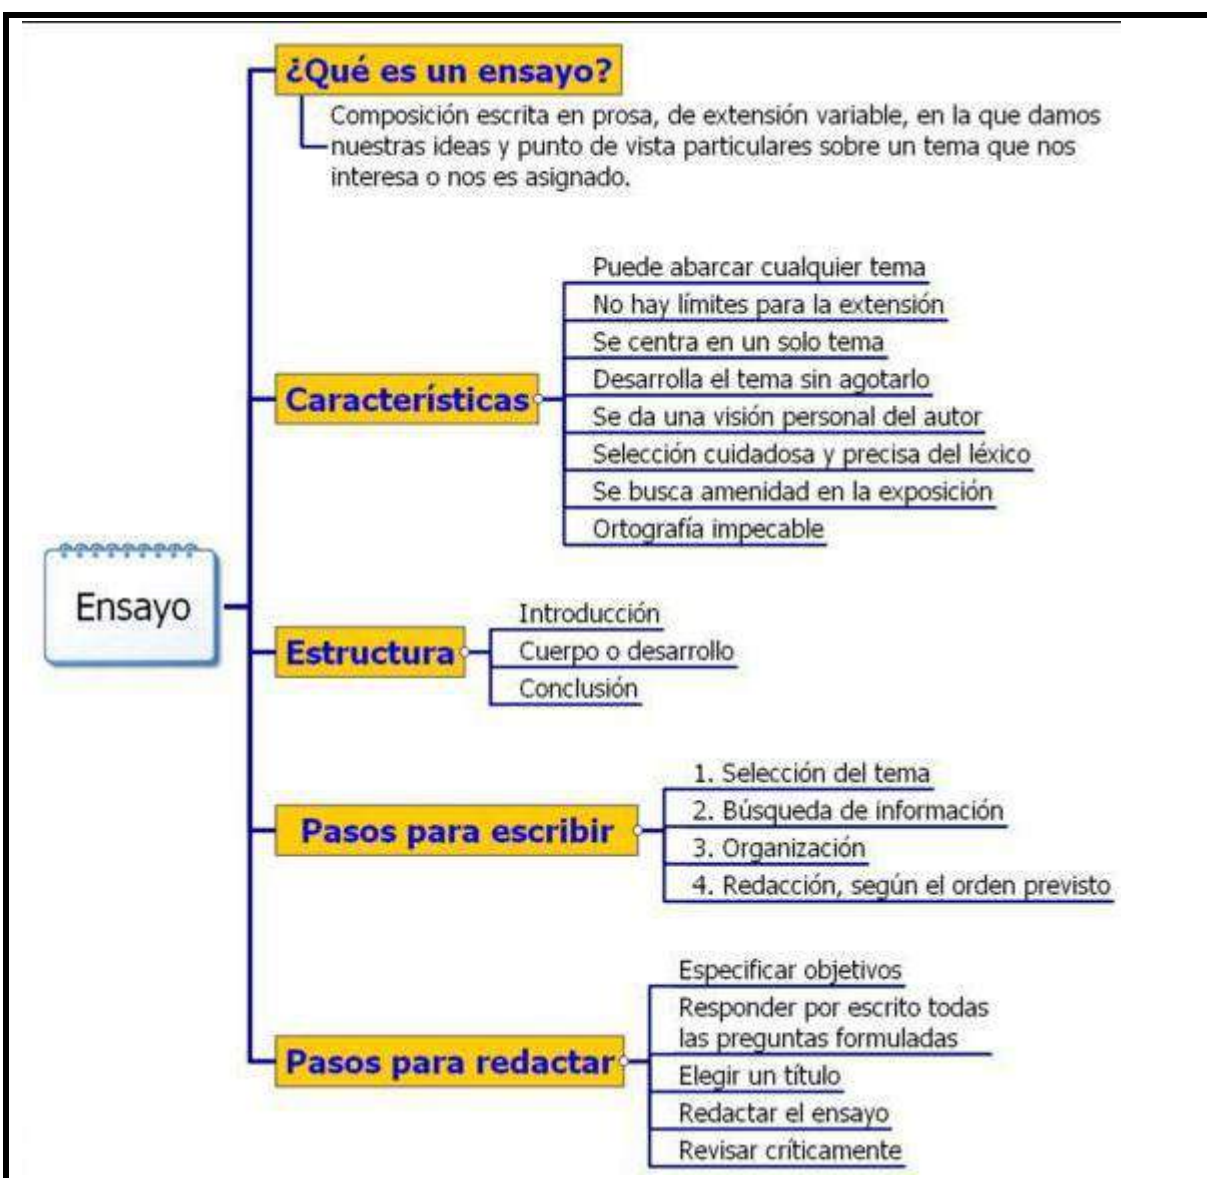 ¿Qué es un ensayo?
Composición escrita en prosa, de extensión variable, en la que damos
nuestras ideas y punto de vista particulares sobre un tema que nos
interesa o nos es asignado.
Puede abarcar cualquier tema
No hay límites para la extensión
Se centra en un solo tema
Desarrolla el tema sin agotarlo
Características
Se da una visión personal del autor
Selección cuidadosa y precisa del léxico
Se busca amenidad en la exposición
Ortografía impecable
Ensayo
Introducción
Estructura
Cuerpo o desarrollo
Conclusión
1. Selección del tema
2. Búsqueda de información
Pasos para escribir
3. Organización
4. Redacción, según el orden previsto
Especificar objetivos
Responder por escrito todas
las preguntas formuladas
Pasos para redactar
Elegir un título
Redactar el ensayo
Revisar críticamente